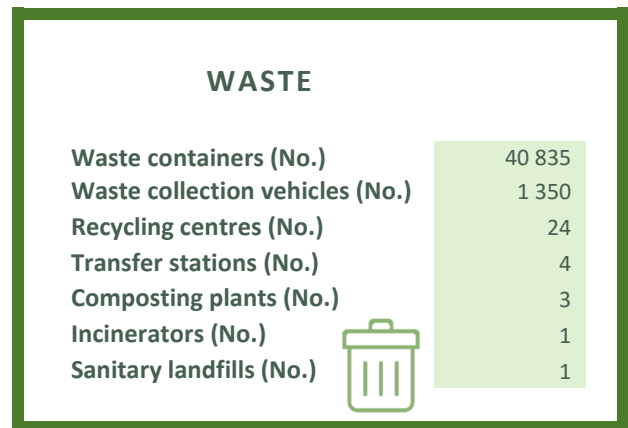 WASTE
Waste containers (No.) 40 835
Waste collection vehicles (No.) 1 350
Recycling centres (No.) 24
Transfer stations (No.) 4
Composting plants (No.) 3
Incinerators (No.) 1
Sanitary landfills (No.) 1